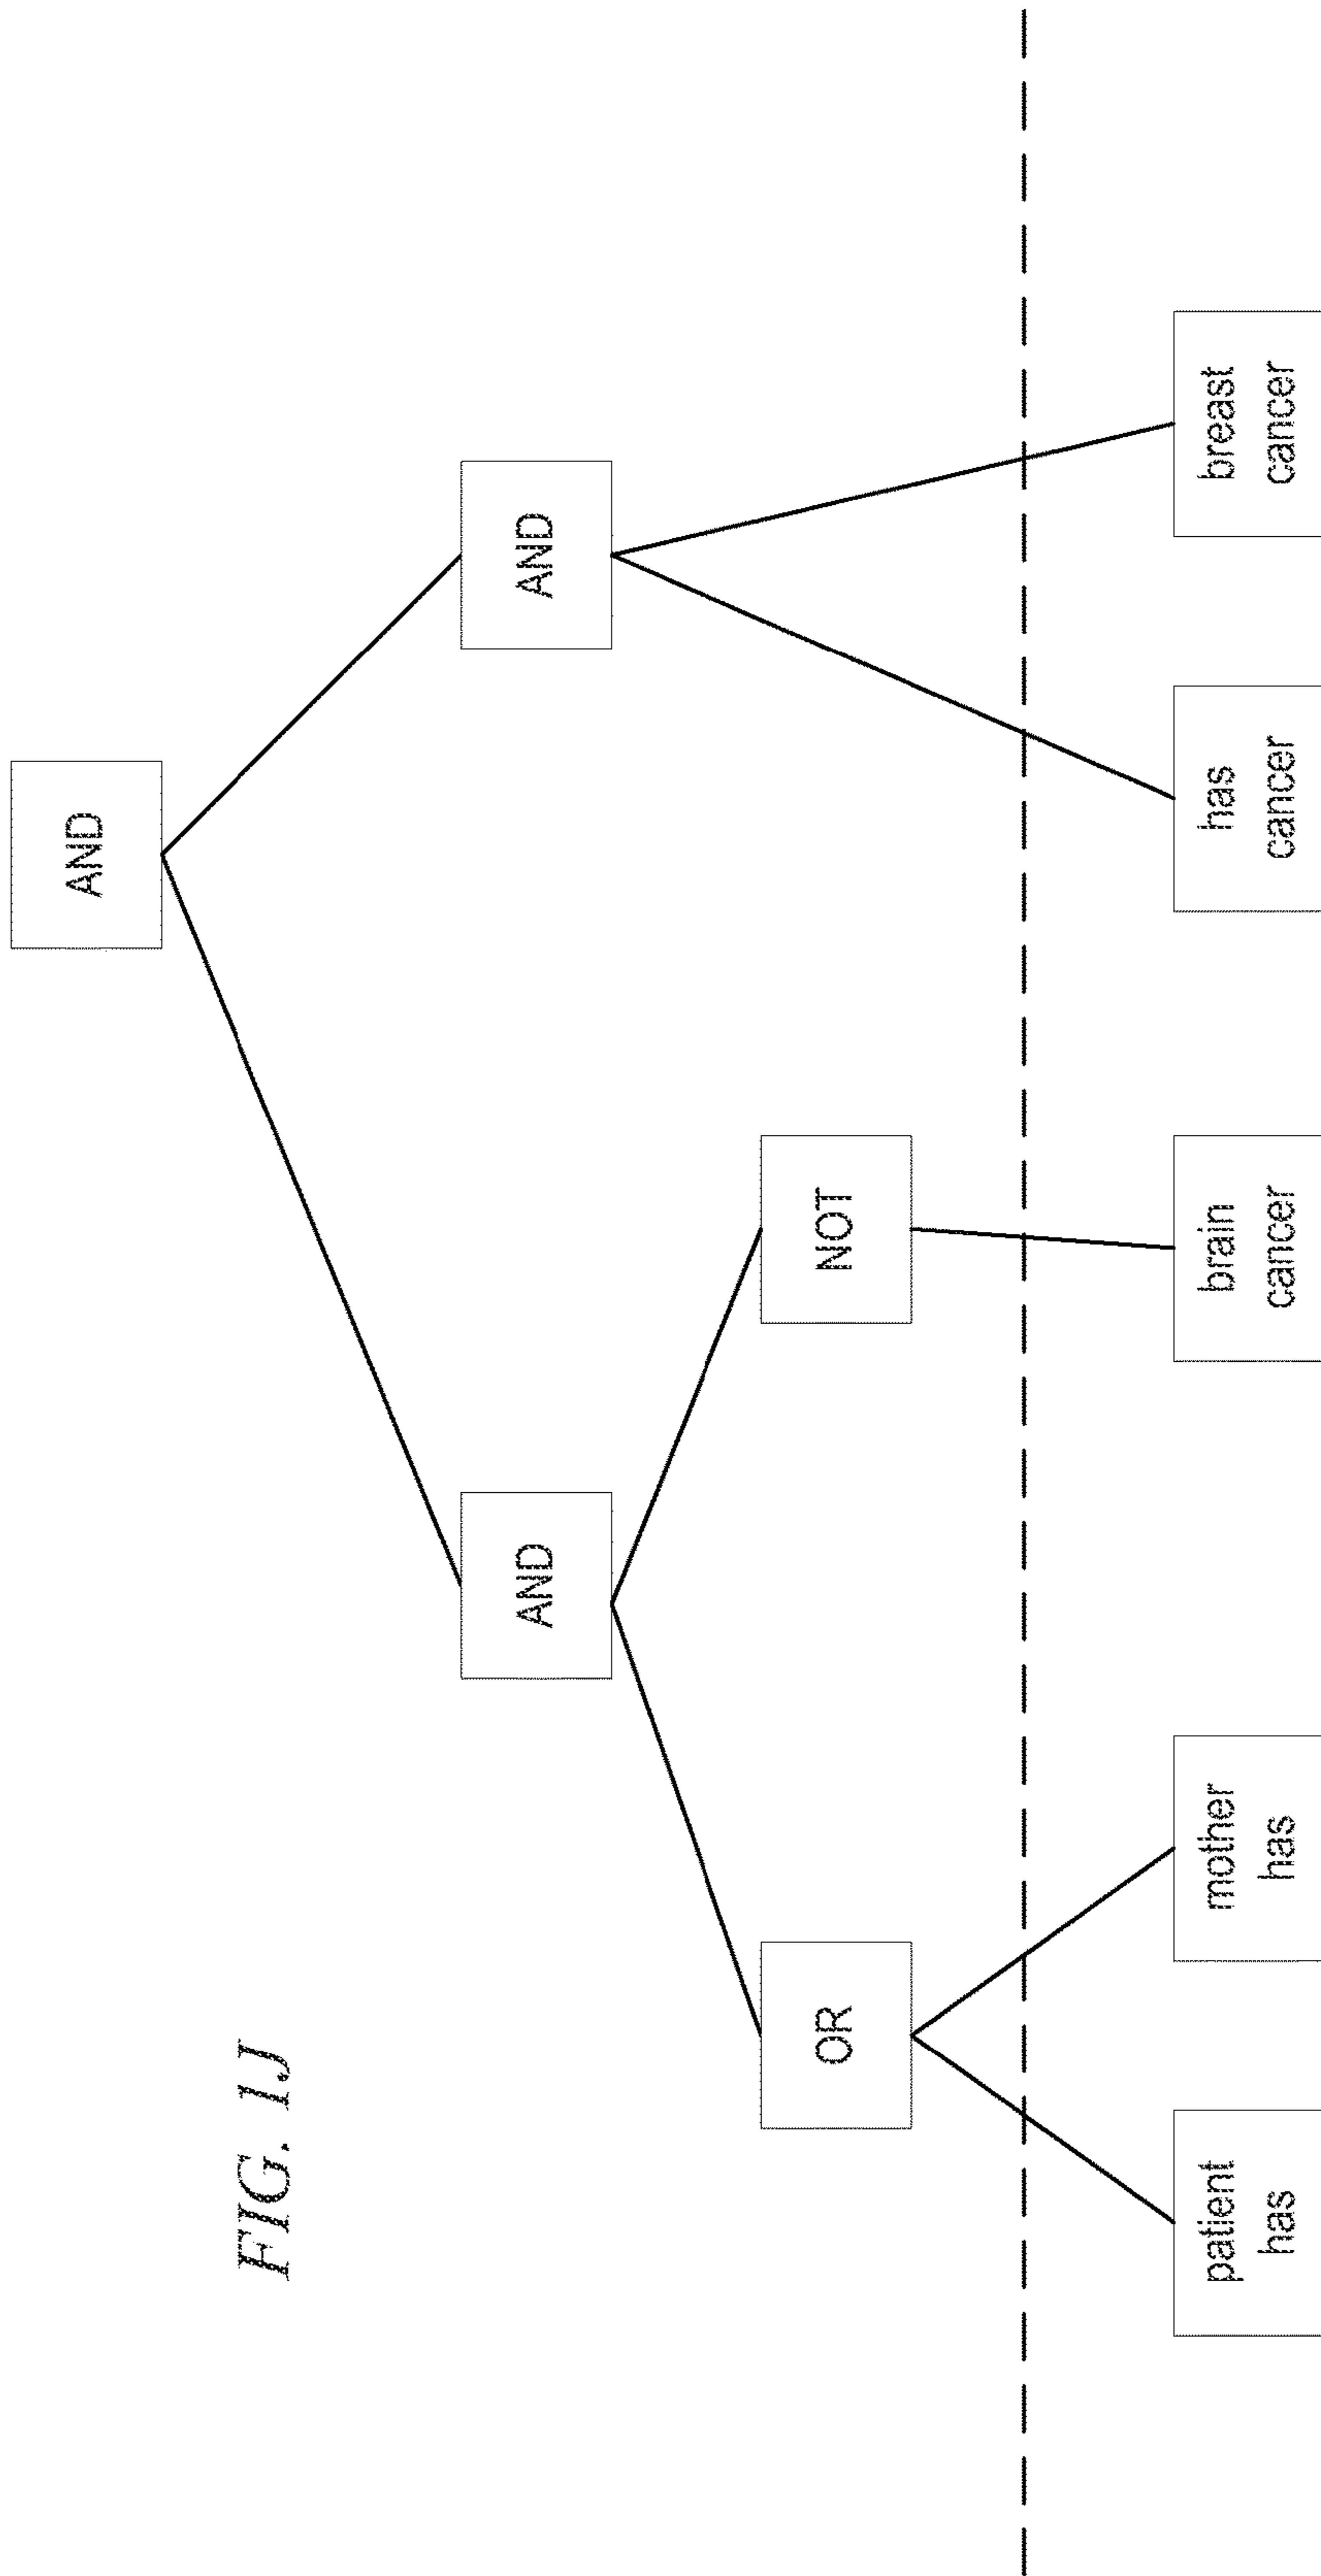 FIG. 1J
AND
AND
AND
OR
NOT
patient
has
mother
has
brain
cancer
has
cancer
breast
cancer